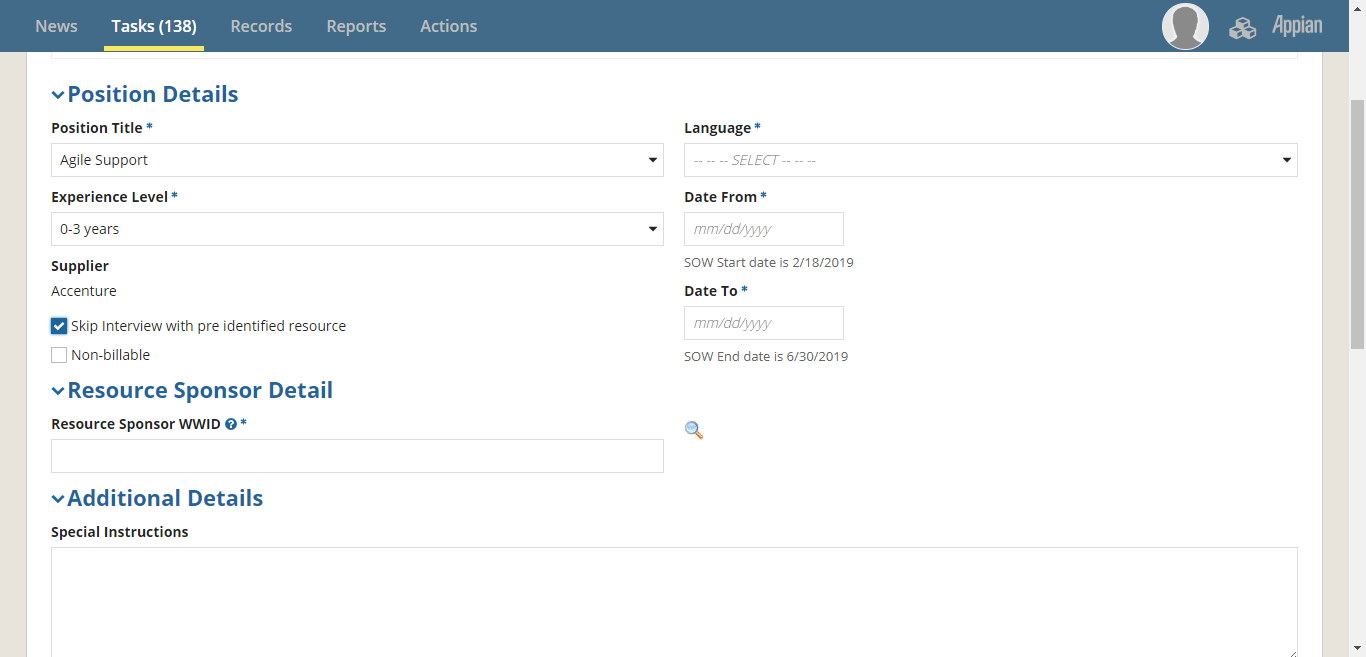 News Tasks (138) Records Reports Actions Appian
Position Details
Position Title *
Agile Support
Experience Level *
0-3 years
Supplier
Accenture
Skip Interview with pre identified resource
Non-billable
Language *
-- -- -- SELECT -- -- --
Date From *
mm/dd/yyyy
SOW Start date is 2/18/2019
Date To *
mm/dd/yyyy
SOW End date is 6/30/2019
Resource Sponsor Detail
Resource Sponsor WWID ? *
Additional Details
Special Instructions